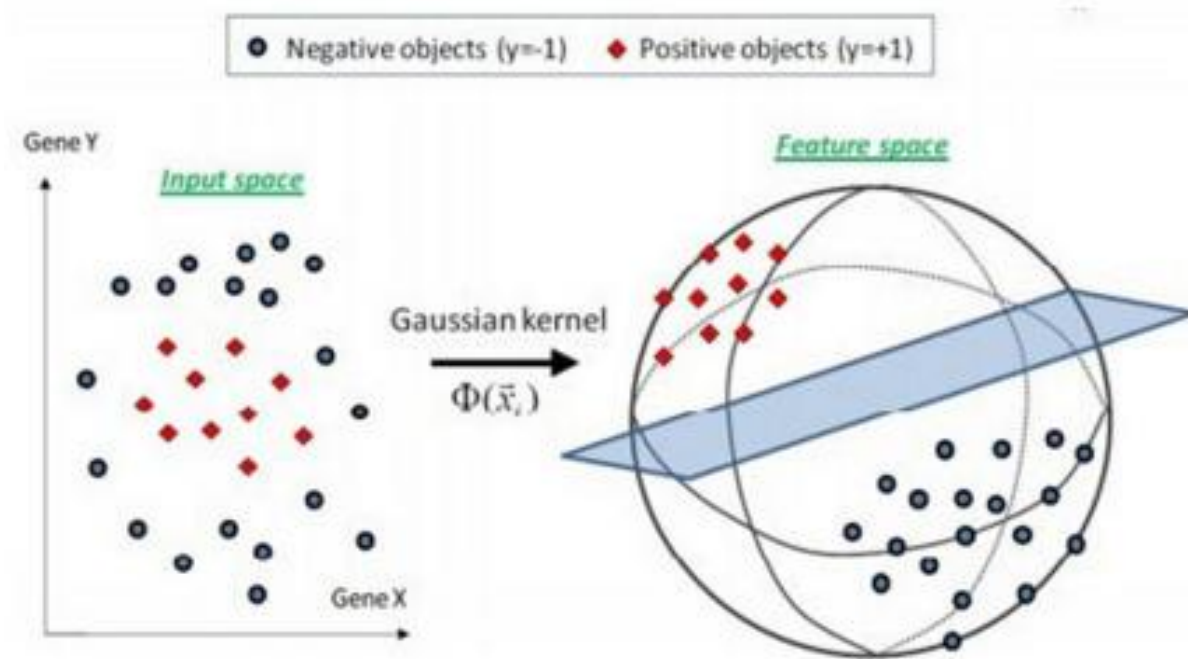 Negative objects (y=-1) Positive objects (y=+1)
Gene Y
Input space
Feature space
Gaussian kernel
Φ(x⃗ᵢ)
Gene X